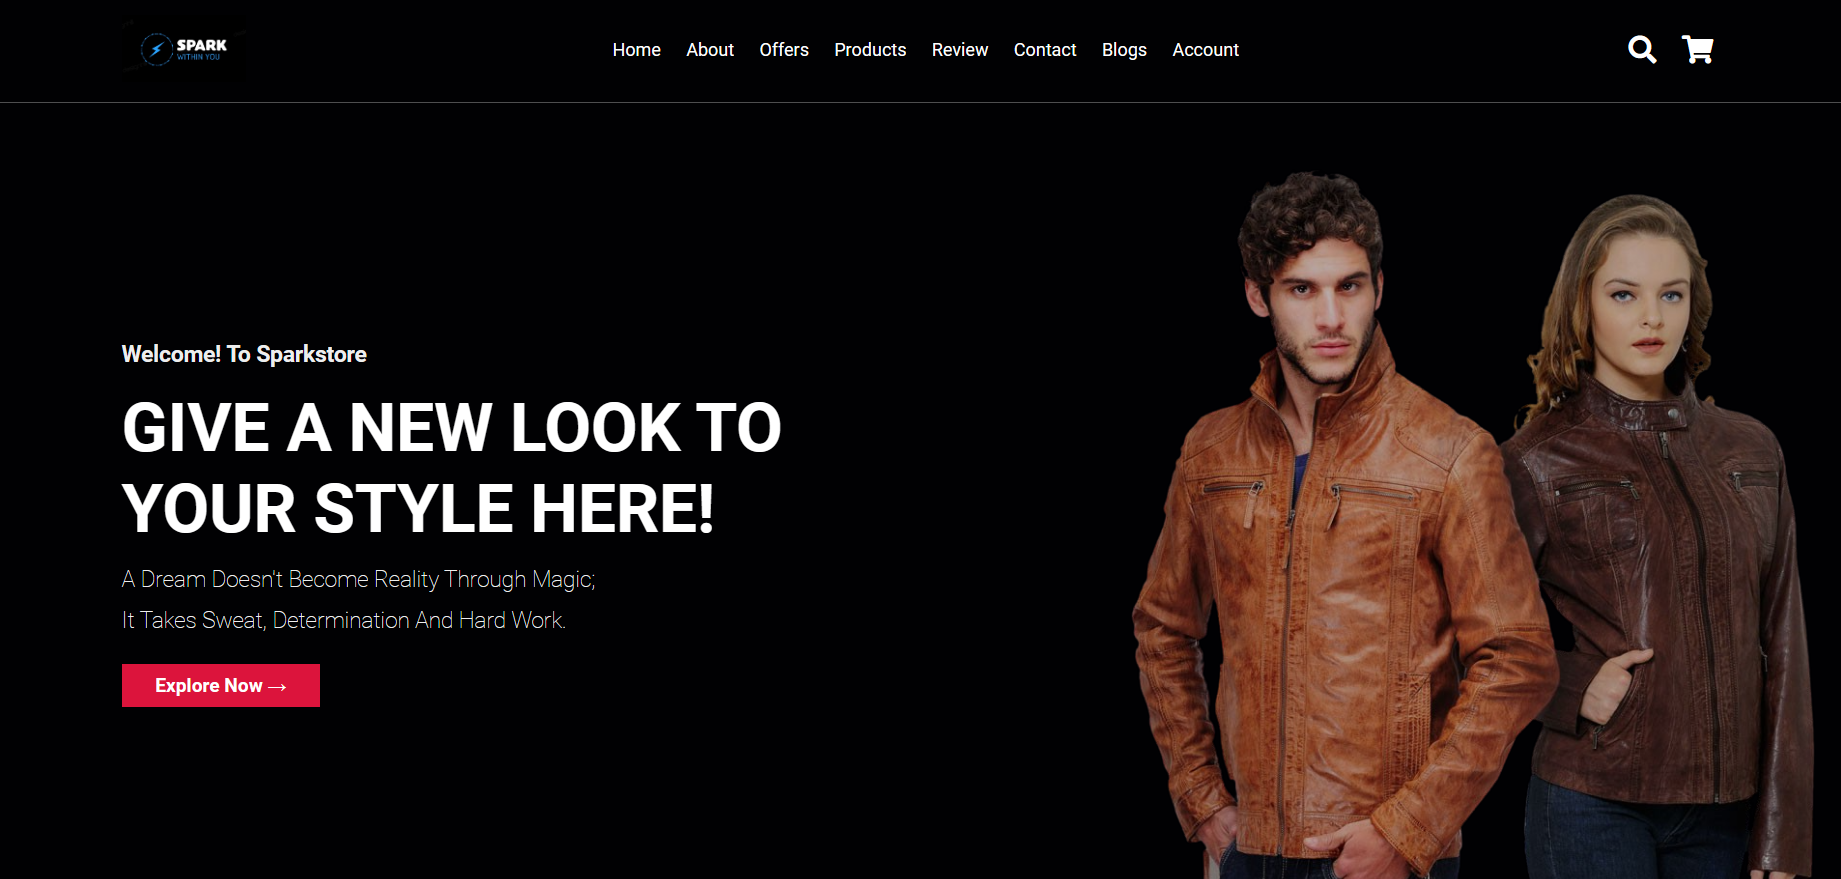 SPARK
WITHIN YOU
Home About Offers Products Review Contact Blogs Account
Welcome! To Sparkstore
GIVE A NEW LOOK TO
YOUR STYLE HERE!
A Dream Doesn't Become Reality Through Magic;
It Takes Sweat, Determination And Hard Work.
Explore Now →